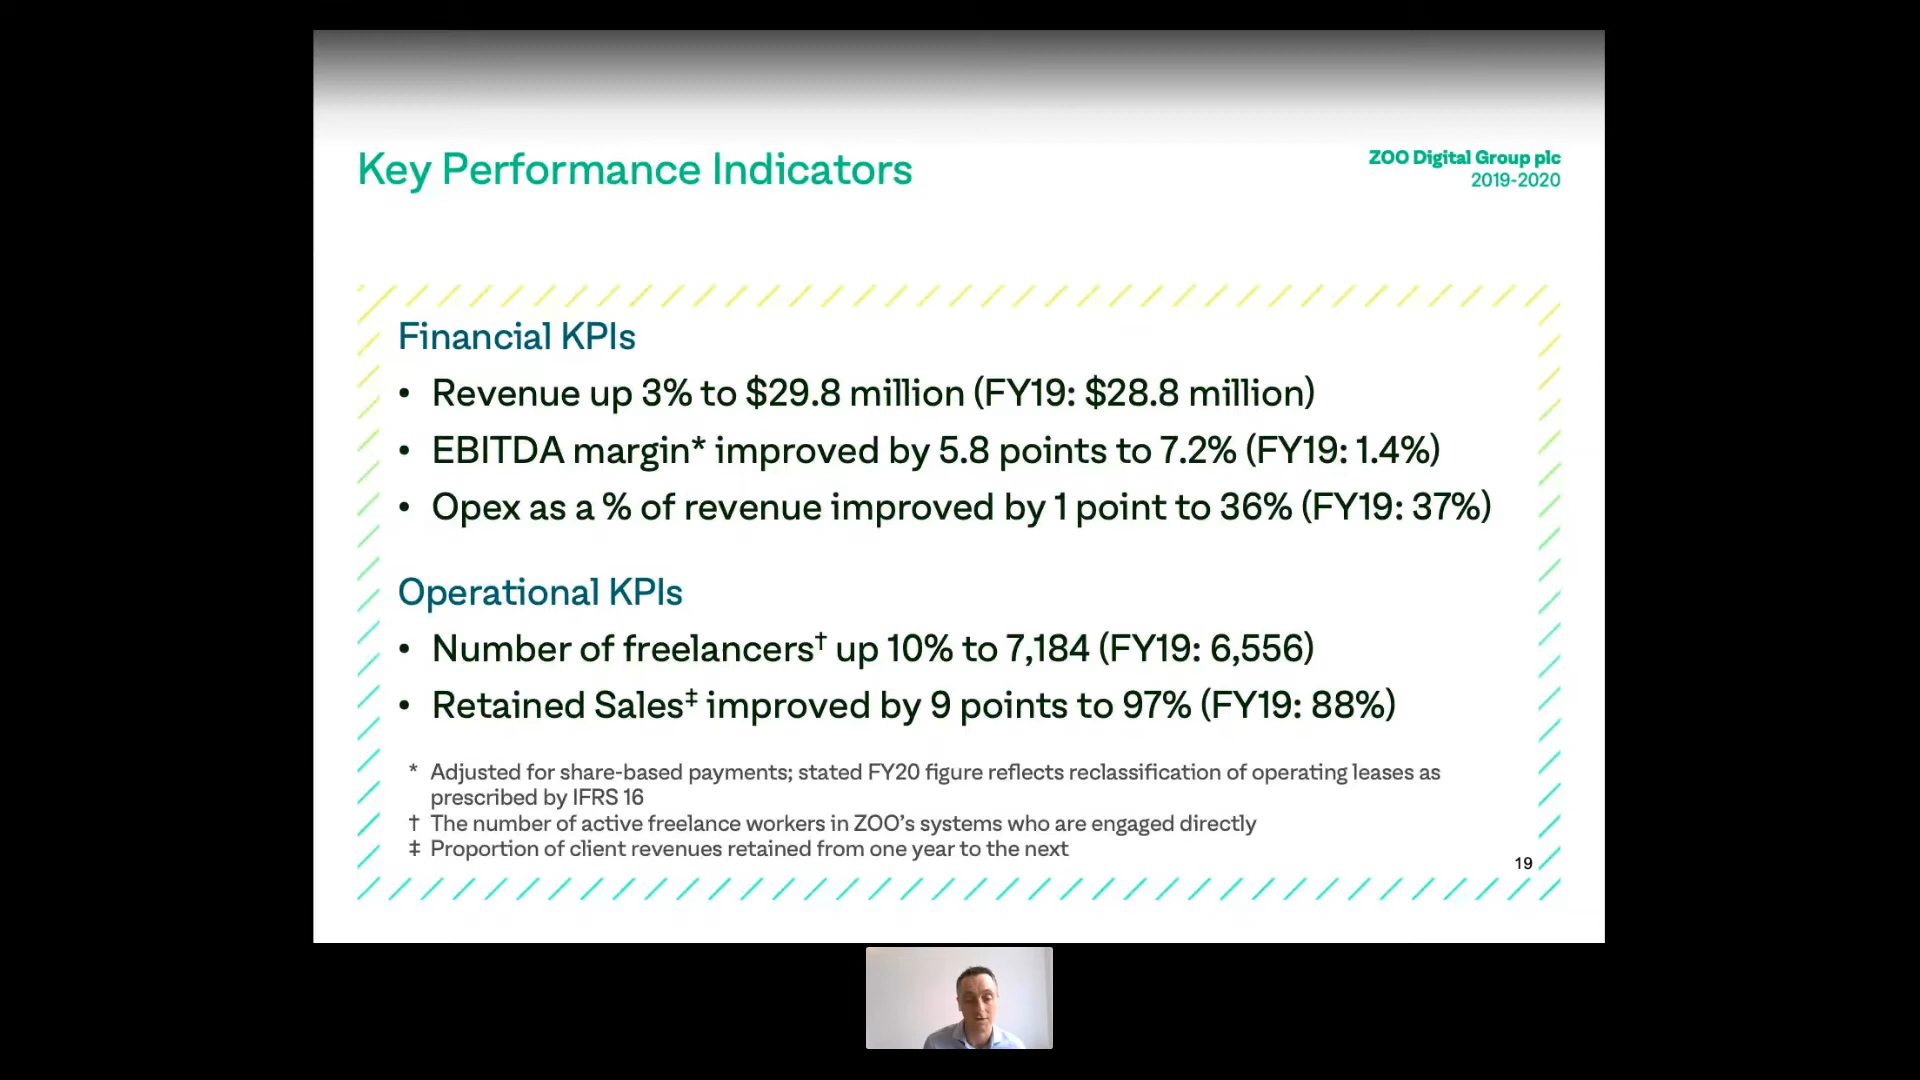 Key Performance Indicators
ZOO Digital Group plc
2019-2020
Financial KPIs
• Revenue up 3% to $29.8 million (FY19: $28.8 million)
• EBITDA margin* improved by 5.8 points to 7.2% (FY19: 1.4%)
• Opex as a % of revenue improved by 1 point to 36% (FY19: 37%)
Operational KPIs
• Number of freelancers† up 10% to 7,184 (FY19: 6,556)
• Retained Sales‡ improved by 9 points to 97% (FY19: 88%)
* Adjusted for share-based payments; stated FY20 figure reflects reclassification of operating leases as
prescribed by IFRS 16
† The number of active freelance workers in ZOO’s systems who are engaged directly
‡ Proportion of client revenues retained from one year to the next
19